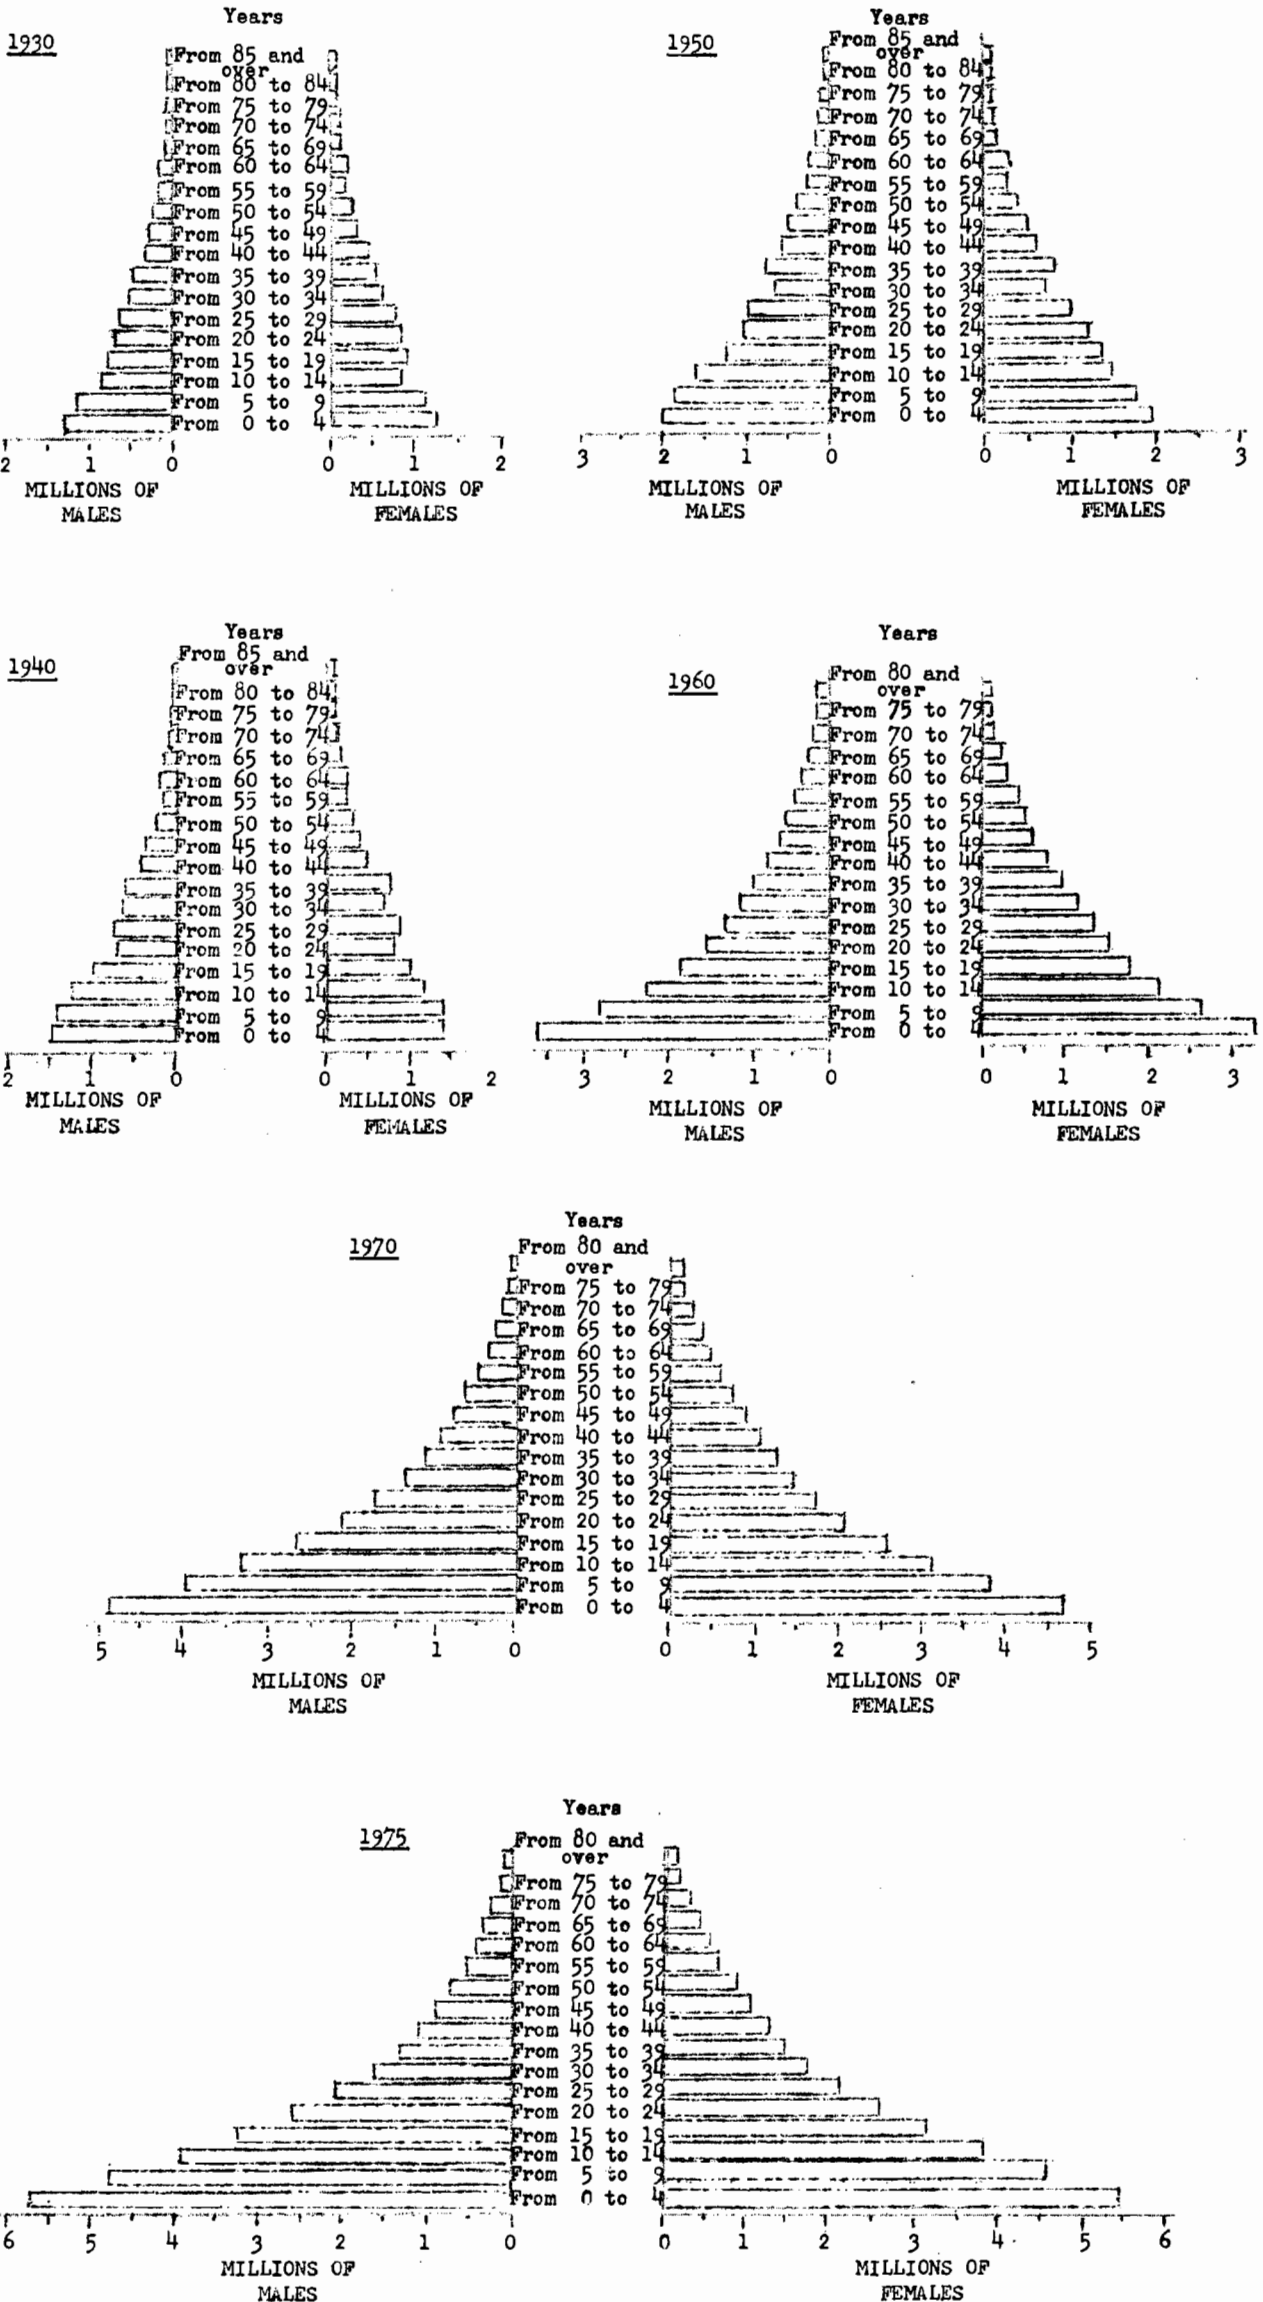 Years
1930
From 85 and
over
From 80 to 84
From 75 to 79
From 70 to 74
From 65 to 69
From 60 to 64
From 55 to 59
From 50 to 54
From 45 to 49
From 40 to 44
From 35 to 39
From 30 to 34
From 25 to 29
From 20 to 24
From 15 to 19
From 10 to 14
From 5 to 9
From 0 to 4
2 1 0 0 1 2
MILLIONS OF
MALES
MILLIONS OF
FEMALES
Years
1950
From 85 and
over
From 80 to 84
From 75 to 79
From 70 to 74
From 65 to 69
From 60 to 64
From 55 to 59
From 50 to 54
From 45 to 49
From 40 to 44
From 35 to 39
From 30 to 34
From 25 to 29
From 20 to 24
From 15 to 19
From 10 to 14
From 5 to 9
From 0 to 4
3 2 1 0 0 1 2 3
MILLIONS OF
MALES
MILLIONS OF
FEMALES
Years
1940
From 85 and
over
From 80 to 84
From 75 to 79
From 70 to 74
From 65 to 69
From 60 to 64
From 55 to 59
From 50 to 54
From 45 to 49
From 40 to 44
From 35 to 39
From 30 to 34
From 25 to 29
From 20 to 24
From 15 to 19
From 10 to 14
From 5 to 9
From 0 to 4
2 1 0 0 1 2
MILLIONS OF
MALES
MILLIONS OF
FEMALES
Years
1960
From 80 and
over
From 75 to 79
From 70 to 74
From 65 to 69
From 60 to 64
From 55 to 59
From 50 to 54
From 45 to 49
From 40 to 44
From 35 to 39
From 30 to 34
From 25 to 29
From 20 to 24
From 15 to 19
From 10 to 14
From 5 to 9
From 0 to 4
3 2 1 0 0 1 2 3
MILLIONS OF
MALES
MILLIONS OF
FEMALES
Years
1970
From 80 and
over
From 75 to 79
From 70 to 74
From 65 to 69
From 60 to 64
From 55 to 59
From 50 to 54
From 45 to 49
From 40 to 44
From 35 to 39
From 30 to 34
From 25 to 29
From 20 to 24
From 15 to 19
From 10 to 14
From 5 to 9
From 0 to 4
5 4 3 2 1 0 0 1 2 3 4 5
MILLIONS OF
MALES
MILLIONS OF
FEMALES
Years
1975
From 80 and
over
From 75 to 79
From 70 to 74
From 65 to 69
From 60 to 64
From 55 to 59
From 50 to 54
From 45 to 49
From 40 to 44
From 35 to 39
From 30 to 34
From 25 to 29
From 20 to 24
From 15 to 19
From 10 to 14
From 5 to 9
From 0 to 4
6 5 4 3 2 1 0 0 1 2 3 4 5 6
MILLIONS OF
MALES
MILLIONS OF
FEMALES